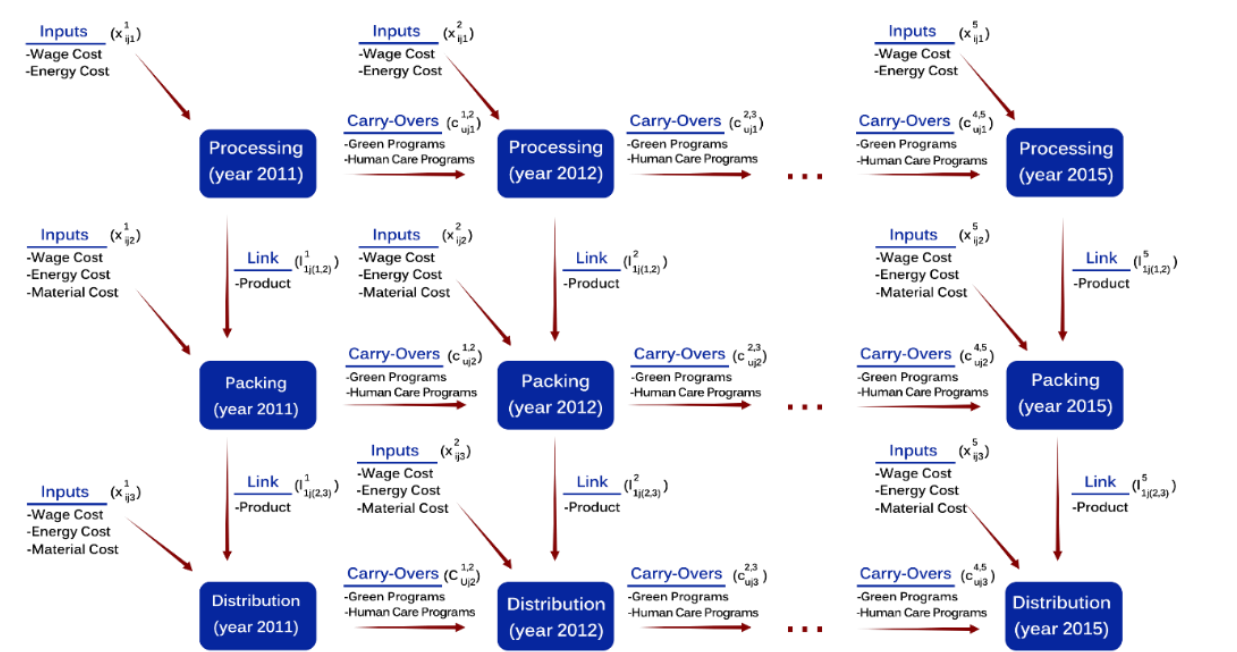 Inputs (x¹ᵢⱼ₁)
-Wage Cost
-Energy Cost
Inputs (x²ᵢⱼ₁)
-Wage Cost
-Energy Cost
Inputs (x⁵ᵢⱼ₁)
-Wage Cost
-Energy Cost
Processing
(year 2011)
Carry-Overs (c¹,²ᵤⱼ₁)
-Green Programs
-Human Care Programs
Processing
(year 2012)
Carry-Overs (c²,³ᵤⱼ₁)
-Green Programs
-Human Care Programs
...
Carry-Overs (c⁴,⁵ᵤⱼ₁)
-Green Programs
-Human Care Programs
Processing
(year 2015)
Inputs (x¹ᵢⱼ₂)
-Wage Cost
-Energy Cost
-Material Cost
Link (l¹₁ⱼ₍₁,₂₎)
-Product
Inputs (x²ᵢⱼ₂)
-Wage Cost
-Energy Cost
-Material Cost
Link (l²₁ⱼ₍₁,₂₎)
-Product
Inputs (x⁵ᵢⱼ₂)
-Wage Cost
-Energy Cost
-Material Cost
Link (l⁵₁ⱼ₍₁,₂₎)
-Product
Packing
(year 2011)
Carry-Overs (c¹,²ᵤⱼ₂)
-Green Programs
-Human Care Programs
Packing
(year 2012)
Carry-Overs (c²,³ᵤⱼ₂)
-Green Programs
-Human Care Programs
...
Carry-Overs (c⁴,⁵ᵤⱼ₂)
-Green Programs
-Human Care Programs
Packing
(year 2015)
Inputs (x¹ᵢⱼ₃)
-Wage Cost
-Energy Cost
-Material Cost
Link (l¹₁ⱼ₍₂,₃₎)
-Product
Inputs (x²ᵢⱼ₃)
-Wage Cost
-Energy Cost
-Material Cost
Link (l²₁ⱼ₍₂,₃₎)
-Product
Inputs (x⁵ᵢⱼ₃)
-Wage Cost
-Energy Cost
-Material Cost
Link (l⁵₁ⱼ₍₂,₃₎)
-Product
Distribution
(year 2011)
Carry-Overs (C¹,²Uⱼ₂)
-Green Programs
-Human Care Programs
Distribution
(year 2012)
Carry-Overs (c²,³ᵤⱼ₃)
-Green Programs
-Human Care Programs
...
Carry-Overs (c⁴,⁵ᵤⱼ₃)
-Green Programs
-Human Care Programs
Distribution
(year 2015)